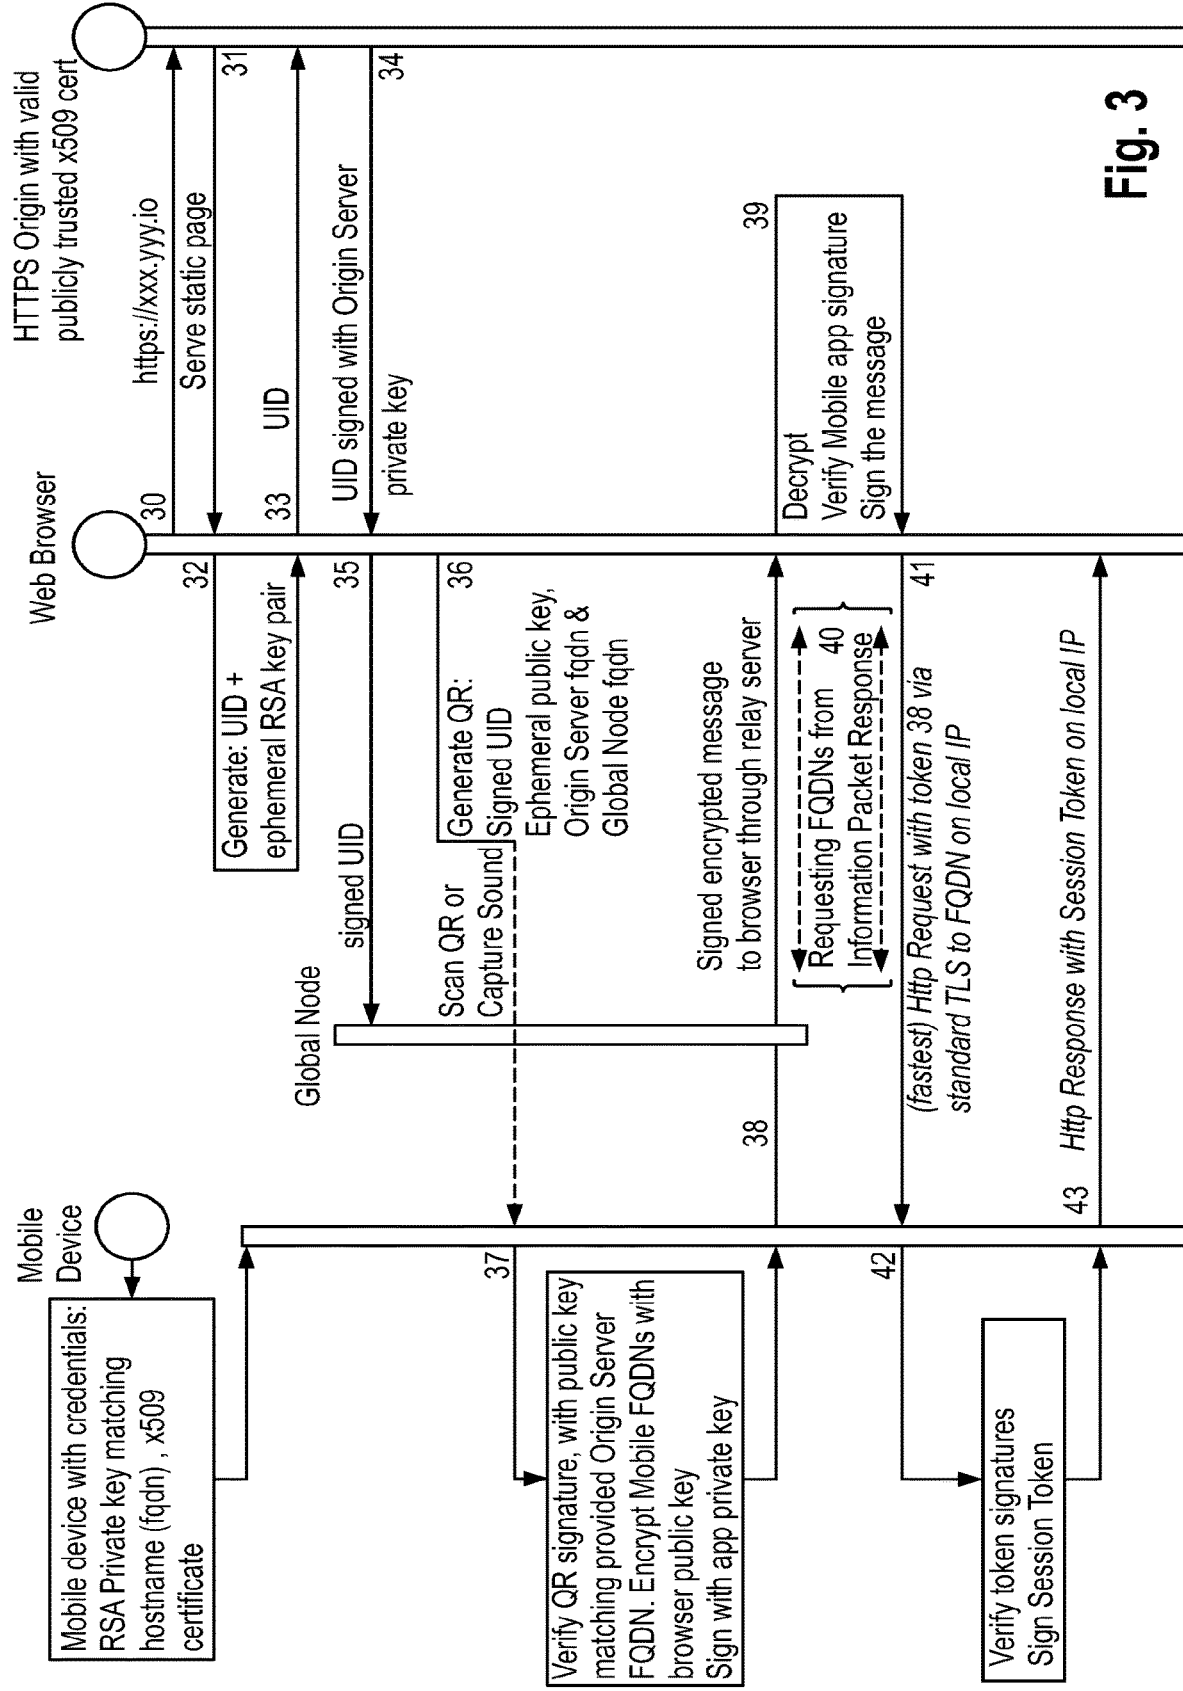 Mobile
Device
Mobile device with credentials:
RSA Private key matching
hostname (fqdn) , x509
certificate
Global Node
Web Browser
HTTPS Origin with valid
publicly trusted x509 cert
30
https://xxx.yyy.io
Serve static page
31
32
Generate: UID +
ephemeral RSA key pair
33
UID
34
UID signed with Origin Server
private key
35
signed UID
36
Generate QR:
Signed UID
Ephemeral public key,
Origin Server fqdn &
Global Node fqdn
Scan QR or
Capture Sound
37
Verify QR signature, with public key
matching provided Origin Server
FQDN. Encrypt Mobile FQDNs with
browser public key
Sign with app private key
38
Signed encrypted message
to browser through relay server
39
Decrypt
Verify Mobile app signature
Sign the message
Requesting FQDNs from
40
Information Packet Response
41
(fastest) Http Request with token 38 via
standard TLS to FQDN on local IP
42
Verify token signatures
Sign Session Token
43
Http Response with Session Token on local IP
Fig. 3